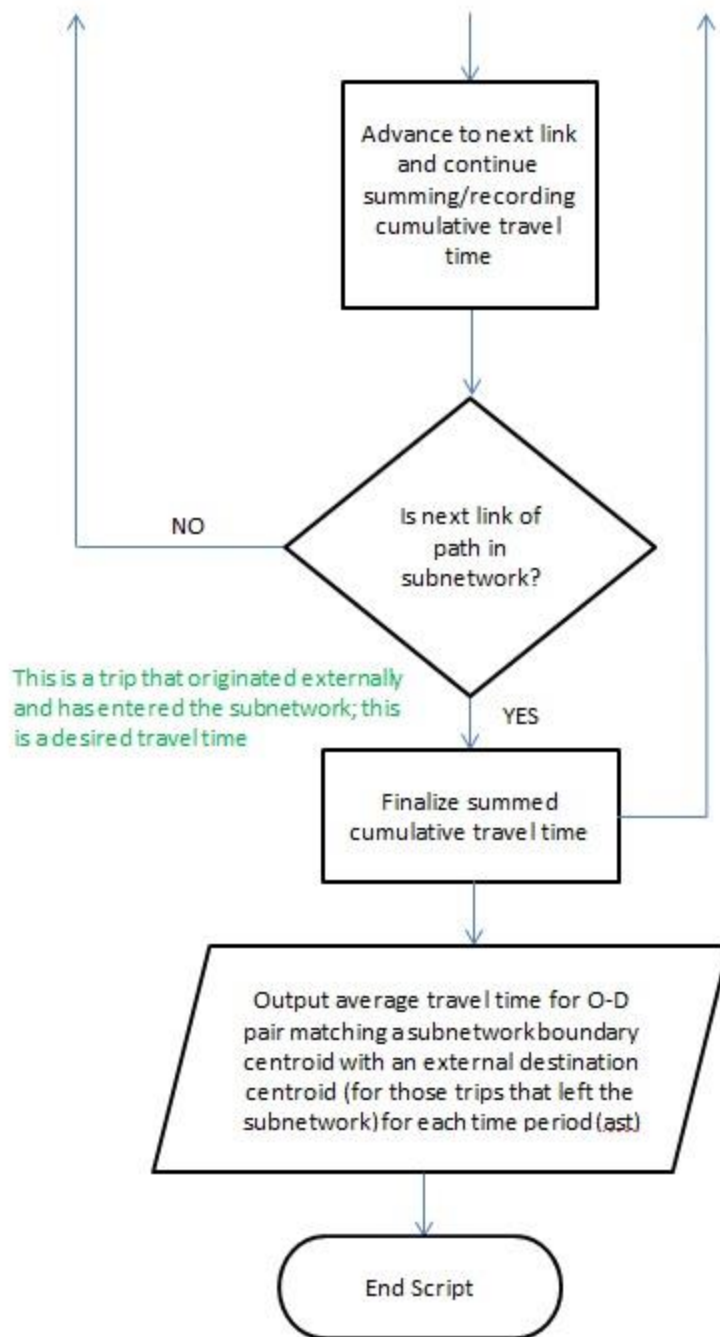 Advance to next link
and continue
summing/recording
cumulative travel
time
Is next link of
path in
subnetwork?
NO
This is a trip that originated externally
and has entered the subnetwork; this
is a desired travel time
YES
Finalize summed
cumulative travel time
Output average travel time for O-D
pair matching a subnetwork boundary
centroid with an external destination
centroid (for those trips that left the
subnetwork) for each time period (ast)
End Script